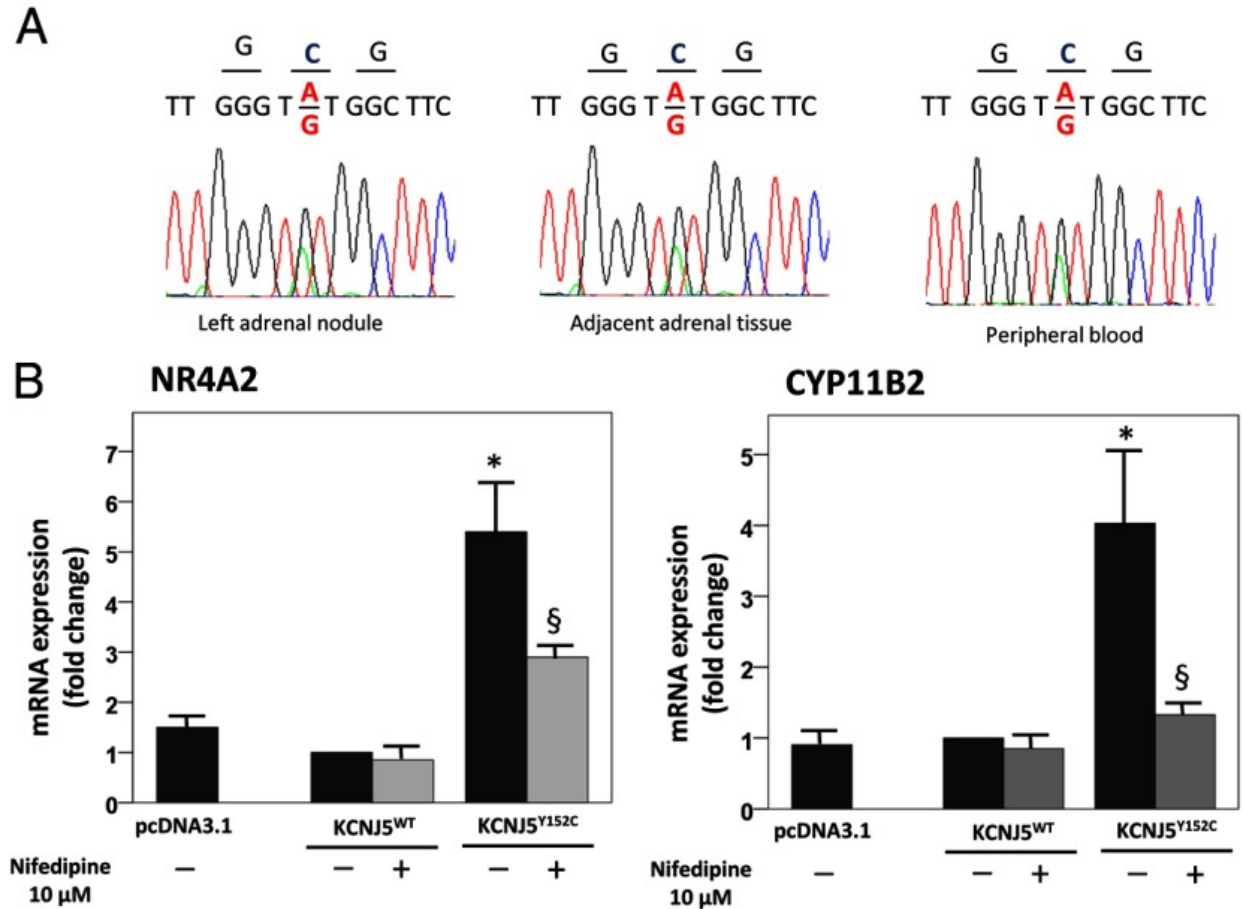 A
G C G
TT GGG T A T GGC TTC
G
Left adrenal nodule
G C G
TT GGG T A T GGC TTC
G
Adjacent adrenal tissue
G C G
TT GGG T A T GGC TTC
G
Peripheral blood
B
NR4A2
mRNA expression
(fold change)
7
6
5
4
3
2
1
0
*
§
pcDNA3.1
KCNJ5WT
KCNJ5Y152C
Nifedipine
10 µM
– – + – +
CYP11B2
mRNA expression
(fold change)
5
4
3
2
1
0
*
§
pcDNA3.1
KCNJ5WT
KCNJ5Y152C
Nifedipine
10 µM
– – + – +